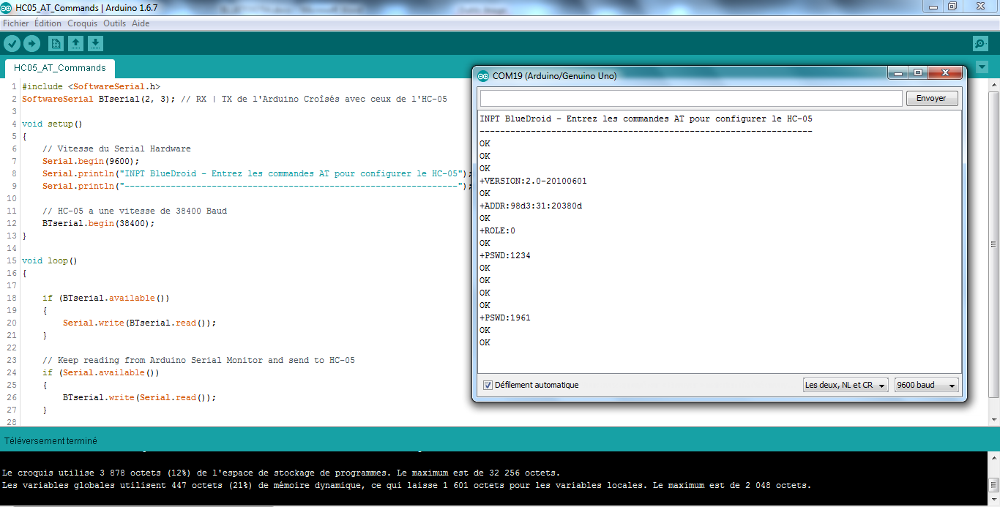 HC05_AT_Commands | Arduino 1.6.7
Fichier Édition Croquis Outils Aide
HC05_AT_Commands
1 #include <SoftwareSerial.h>
2 SoftwareSerial BTserial(2, 3); // RX | TX de l'Arduino Croîsés avec ceux de l'HC-05
3
4 void setup()
5 {
6 // Vitesse du Serial Hardware
7 Serial.begin(9600);
8 Serial.println("INPT BlueDroid - Entrez les commandes AT pour configurer le HC-05");
9 Serial.println("-----------------------------------------------------------------");
10
11 // HC-05 a une vitesse de 38400 Baud
12 BTserial.begin(38400);
13 }
14
15 void loop()
16 {
17
18 if (BTserial.available())
19 {
20 Serial.write(BTserial.read());
21 }
22
23 // Keep reading from Arduino Serial Monitor and send to HC-05
24 if (Serial.available())
25 {
26 BTserial.write(Serial.read());
27 }
28
COM19 (Arduino/Genuino Uno)
Envoyer
INPT BlueDroid - Entrez les commandes AT pour configurer le HC-05
-----------------------------------------------------------------
OK
OK
OK
+VERSION:2.0-20100601
OK
+ADDR:98d3:31:20380d
OK
+ROLE:0
OK
+PSWD:1234
OK
OK
OK
OK
+PSWD:1961
OK
OK
Défilement automatique
Les deux, NL et CR
9600 baud
Téléversement terminé
Le croquis utilise 3 878 octets (12%) de l'espace de stockage de programmes. Le maximum est de 32 256 octets.
Les variables globales utilisent 447 octets (21%) de mémoire dynamique, ce qui laisse 1 601 octets pour les variables locales. Le maximum est de 2 048 octets.